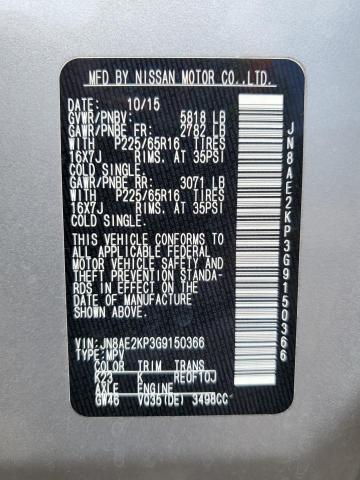 MFD BY NISSAN MOTOR CO.,LTD.
DATE: 10/15
GVWR/PNBV: 5818 LB
GAWR/PNBE FR: 2782 LB
WITH P225/65R16 TIRES
16X7J RIMS. AT 35PSI
COLD SINGLE
GAWR/PNBE RR: 3071 LB
WITH P225/65R16 TIRES
16X7J RIMS. AT 35PSI
COLD SINGLE
THIS VEHICLE CONFORMS TO
ALL APPLICABLE FEDERAL
MOTOR VEHICLE SAFETY AND
THEFT PREVENTION STANDA-
RDS IN EFFECT ON THE
DATE OF MANUFACTURE
SHOWN ABOVE
VIN: JN8AE2KP3G9150366
TYPE: MPV
COLOR TRIM TRANS
K23 K RE0F10J
AXLE ENGINE
GW46 VQ35(DE) 3498CC
JN8AE2KP3G9150366